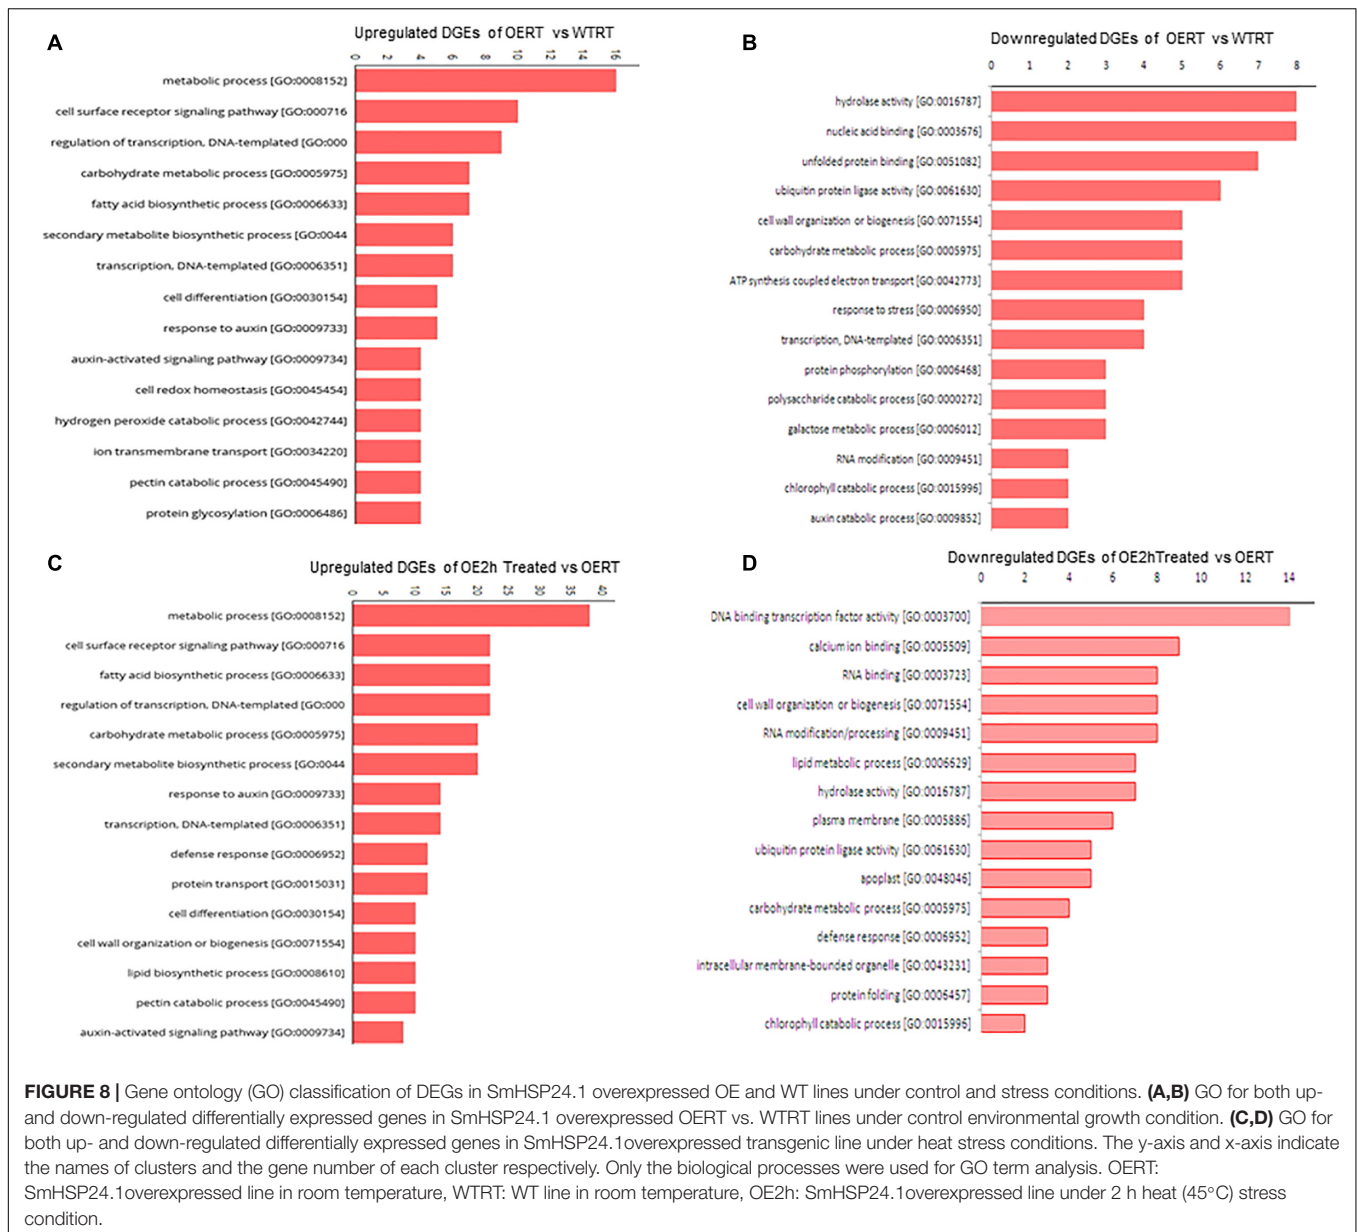 A
Upregulated DGEs of OERT vs WTRT
0 2 4 6 8 10 12 14 16
metabolic process [GO:0008152]
cell surface receptor signaling pathway [GO:000716
regulation of transcription, DNA-templated [GO:000
carbohydrate metabolic process [GO:0005975]
fatty acid biosynthetic process [GO:0006633]
secondary metabolite biosynthetic process [GO:0044
transcription, DNA-templated [GO:0006351]
cell differentiation [GO:0030154]
response to auxin [GO:0009733]
auxin-activated signaling pathway [GO:0009734]
cell redox homeostasis [GO:0045454]
hydrogen peroxide catabolic process [GO:0042744]
ion transmembrane transport [GO:0034220]
pectin catabolic process [GO:0045490]
protein glycosylation [GO:0006486]
B
Downregulated DGEs of OERT vs WTRT
0 1 2 3 4 5 6 7 8
hydrolase activity [GO:0016787]
nucleic acid binding [GO:0003676]
unfolded protein binding [GO:0051082]
ubiquitin protein ligase activity [GO:0061630]
cell wall organization or biogenesis [GO:0071554]
carbohydrate metabolic process [GO:0005975]
ATP synthesis coupled electron transport [GO:0042773]
response to stress [GO:0006950]
transcription, DNA-templated [GO:0006351]
protein phosphorylation [GO:0006468]
polysaccharide catabolic process [GO:0000272]
galactose metabolic process [GO:0006012]
RNA modification [GO:0009451]
chlorophyll catabolic process [GO:0015996]
auxin catabolic process [GO:0009852]
C
Upregulated DGEs of OE2h Treated vs OERT
0 5 10 15 20 25 30 35 40
metabolic process [GO:0008152]
cell surface receptor signaling pathway [GO:000716
fatty acid biosynthetic process [GO:0006633]
regulation of transcription, DNA-templated [GO:000
carbohydrate metabolic process [GO:0005975]
secondary metabolite biosynthetic process [GO:0044
response to auxin [GO:0009733]
transcription, DNA-templated [GO:0006351]
defense response [GO:0006952]
protein transport [GO:0015031]
cell differentiation [GO:0030154]
cell wall organization or biogenesis [GO:0071554]
lipid biosynthetic process [GO:0008610]
pectin catabolic process [GO:0045490]
auxin-activated signaling pathway [GO:0009734]
D
Downregulated DGEs of OE2hTreated vs OERT
0 2 4 6 8 10 12 14
DNA binding transcription factor activity [GO:0003700]
calcium ion binding [GO:0005509]
RNA binding [GO:0003723]
cell wall organization or biogenesis [GO:0071554]
RNA modification/processing [GO:0009451]
lipid metabolic process [GO:0006629]
hydrolase activity [GO:0016787]
plasma membrane [GO:0005886]
ubiquitin protein ligase activity [GO:0061630]
apoplast [GO:0048046]
carbohydrate metabolic process [GO:0005975]
defense response [GO:0006952]
intracellular membrane-bounded organelle [GO:0043231]
protein folding [GO:0006457]
chlorophyll catabolic process [GO:0015996]
FIGURE 8 | Gene ontology (GO) classification of DEGs in SmHSP24.1 overexpressed OE and WT lines under control and stress conditions. (A,B) GO for both up-
and down-regulated differentially expressed genes in SmHSP24.1 overexpressed OERT vs. WTRT lines under control environmental growth condition. (C,D) GO for
both up- and down-regulated differentially expressed genes in SmHSP24.1overexpressed transgenic line under heat stress conditions. The y-axis and x-axis indicate
the names of clusters and the gene number of each cluster respectively. Only the biological processes were used for GO term analysis. OERT:
SmHSP24.1overexpressed line in room temperature, WTRT: WT line in room temperature, OE2h: SmHSP24.1overexpressed line under 2 h heat (45°C) stress
condition.